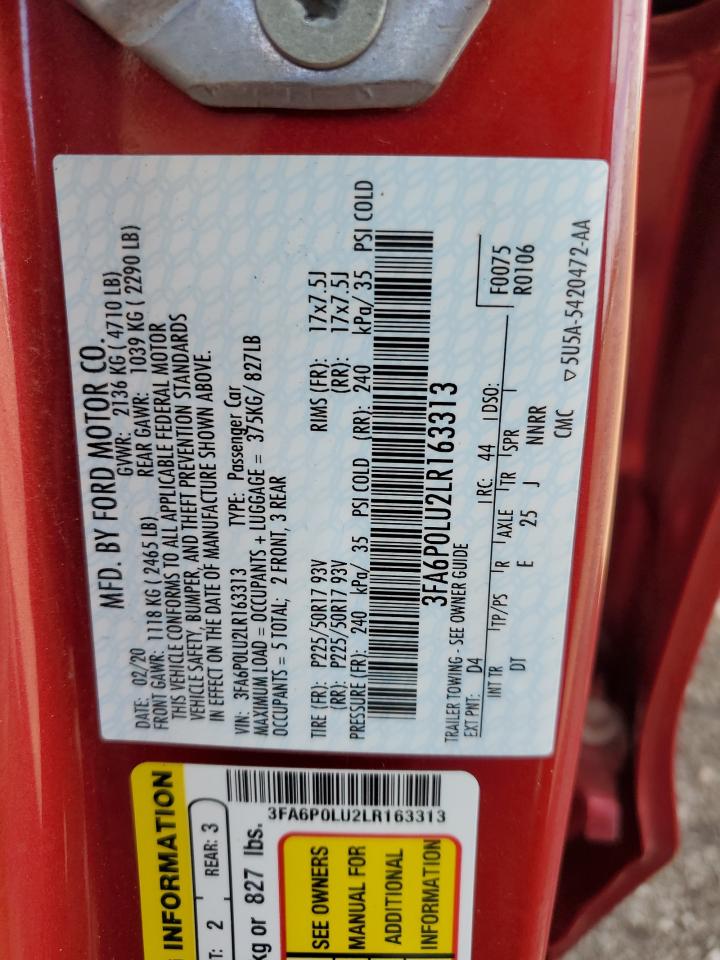 MFD. BY FORD MOTOR CO.
DATE: 02/20 GVWR: 2136 KG ( 4710 LB)
FRONT GAWR: 1118 KG ( 2465 LB) REAR GAWR: 1039 KG ( 2290 LB)
THIS VEHICLE CONFORMS TO ALL APPLICABLE FEDERAL MOTOR
VEHICLE SAFETY, BUMPER, AND THEFT PREVENTION STANDARDS
IN EFFECT ON THE DATE OF MANUFACTURE SHOWN ABOVE.
VIN: 3FA6P0LU2LR163313 TYPE: Passenger Car
MAXIMUM LOAD = OCCUPANTS + LUGGAGE = 375KG/ 827LB
OCCUPANTS = 5 TOTAL; 2 FRONT, 3 REAR
TIRE (FR): P225/50R17 93V RIMS (FR): 17x7.5J
(RR): P225/50R17 93V (RR): 17x7.5J
PRESSURE (FR): 240 kPa/ 35 PSI COLD (RR): 240 kPa/ 35 PSI COLD
3FA6P0LU2LR163313
TRAILER TOWING - SEE OWNER GUIDE
EXT PNT: D4 RC: 44 DSO: F0075
R0106
INT TR TP/PS R AXLE TR SPR
DT E 25 J NNRR
CMC ▽ 5U5A-5420472-AA
INFORMATION
3FA6P0LU2LR163313
2 REAR: 3
kg or 827 lbs.
SEE OWNERS
MANUAL FOR
ADDITIONAL
INFORMATION